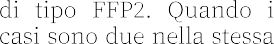 di tipo FFP2. Quando i
casi sono due nella stessa